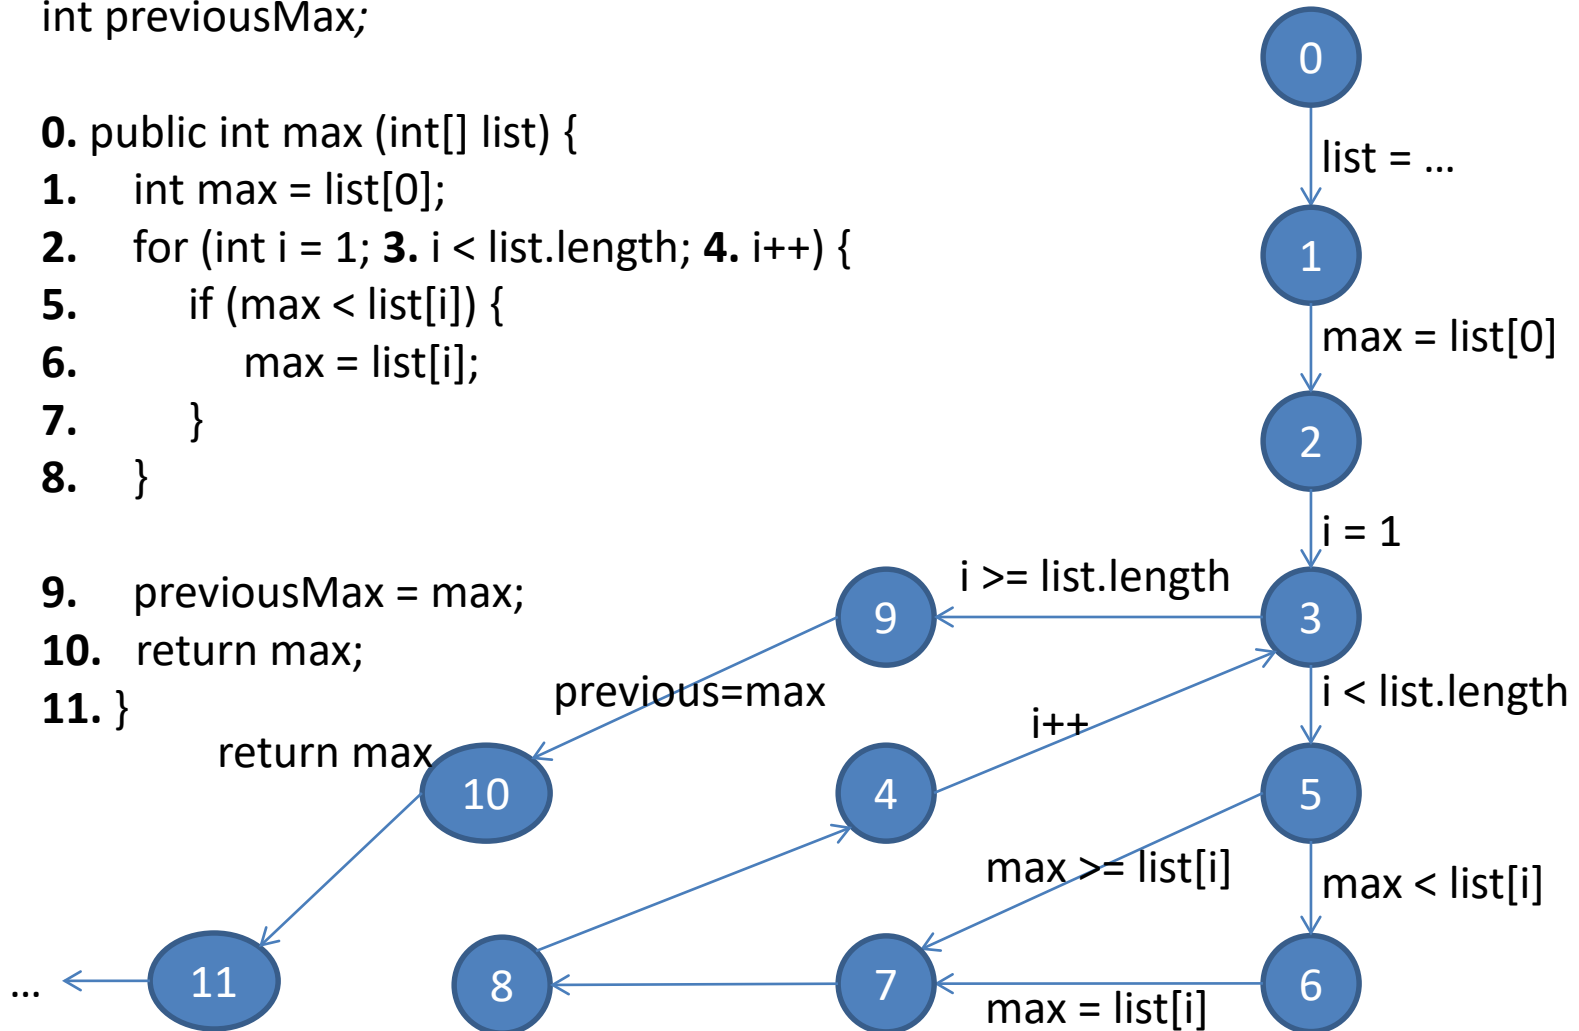 int previousMax;
0. public int max (int[] list) {
1. int max = list[0];
2. for (int i = 1; 3. i < list.length; 4. i++) {
5. if (max < list[i]) {
6. max = list[i];
7. }
8. }
9. previousMax = max;
10. return max;
11. }
0
list = ...
1
max = list[0]
2
i = 1
i >= list.length
9
3
previous=max
i++
i < list.length
return max
10
4
5
max >= list[i]
max < list[i]
...
11
8
7
6
max = list[i]